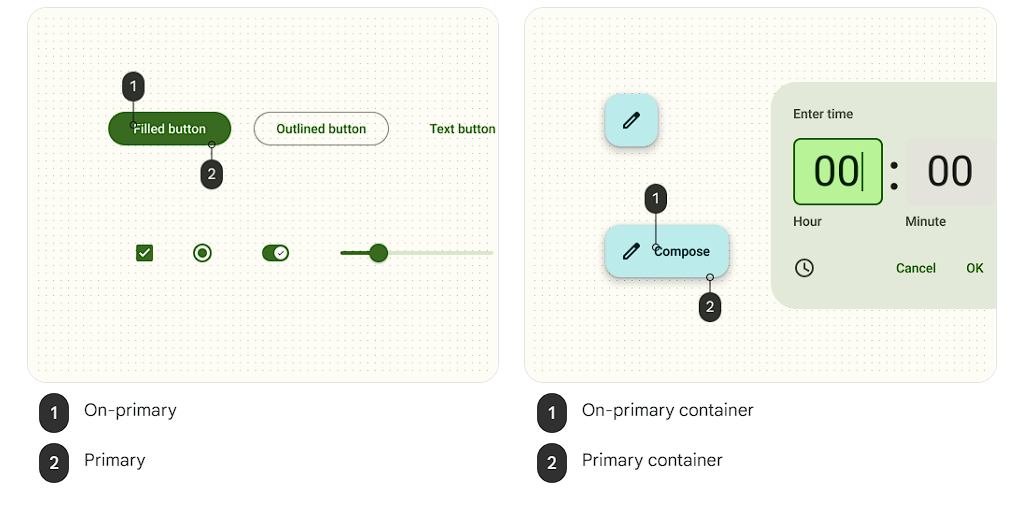 1
Filled button
Outlined button
Text button
2
1 On-primary
2 Primary
Enter time
00 : 00
Hour
Minute
1
Compose
Cancel
OK
2
1 On-primary container
2 Primary container